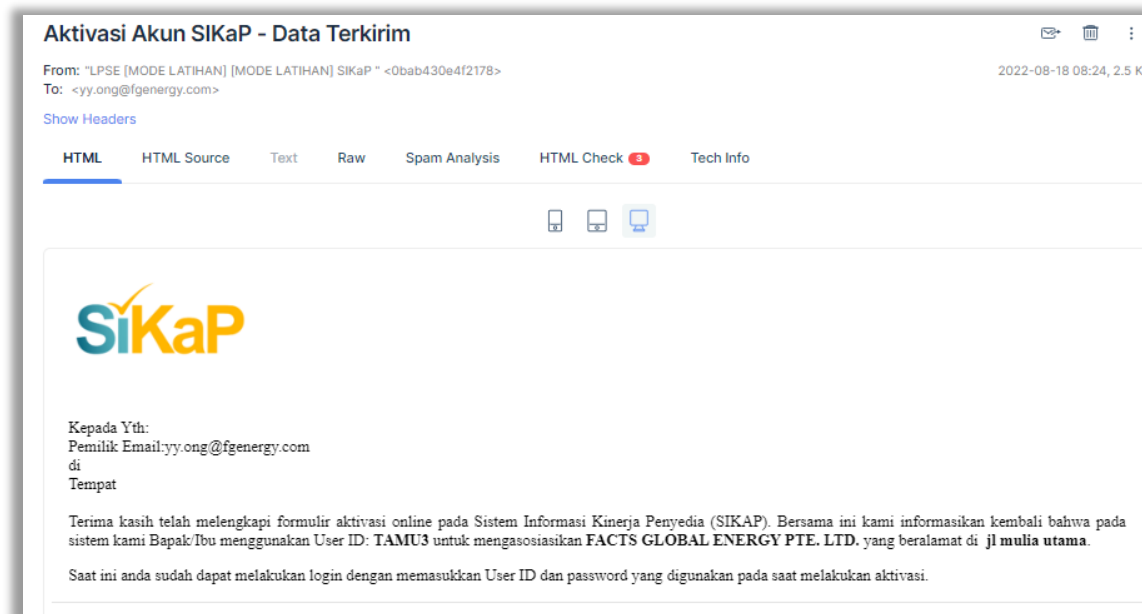 Aktivasi Akun SIKaP - Data Terkirim
From: "LPSE [MODE LATIHAN] [MODE LATIHAN] SIKaP " <0bab430e4f2178>
2022-08-18 08:24, 2.5 K
To: <yy.ong@fgenergy.com>
Show Headers
HTML HTML Source Text Raw Spam Analysis HTML Check 3 Tech Info
SiKaP
Kepada Yth:
Pemilik Email:yy.ong@fgenergy.com
di
Tempat
Terima kasih telah melengkapi formulir aktivasi online pada Sistem Informasi Kinerja Penyedia (SIKAP). Bersama ini kami informasikan kembali bahwa pada
sistem kami Bapak/Ibu menggunakan User ID: TAMU3 untuk mengasosiasikan FACTS GLOBAL ENERGY PTE. LTD. yang beralamat di jl mulia utama.
Saat ini anda sudah dapat melakukan login dengan memasukkan User ID dan password yang digunakan pada saat melakukan aktivasi.